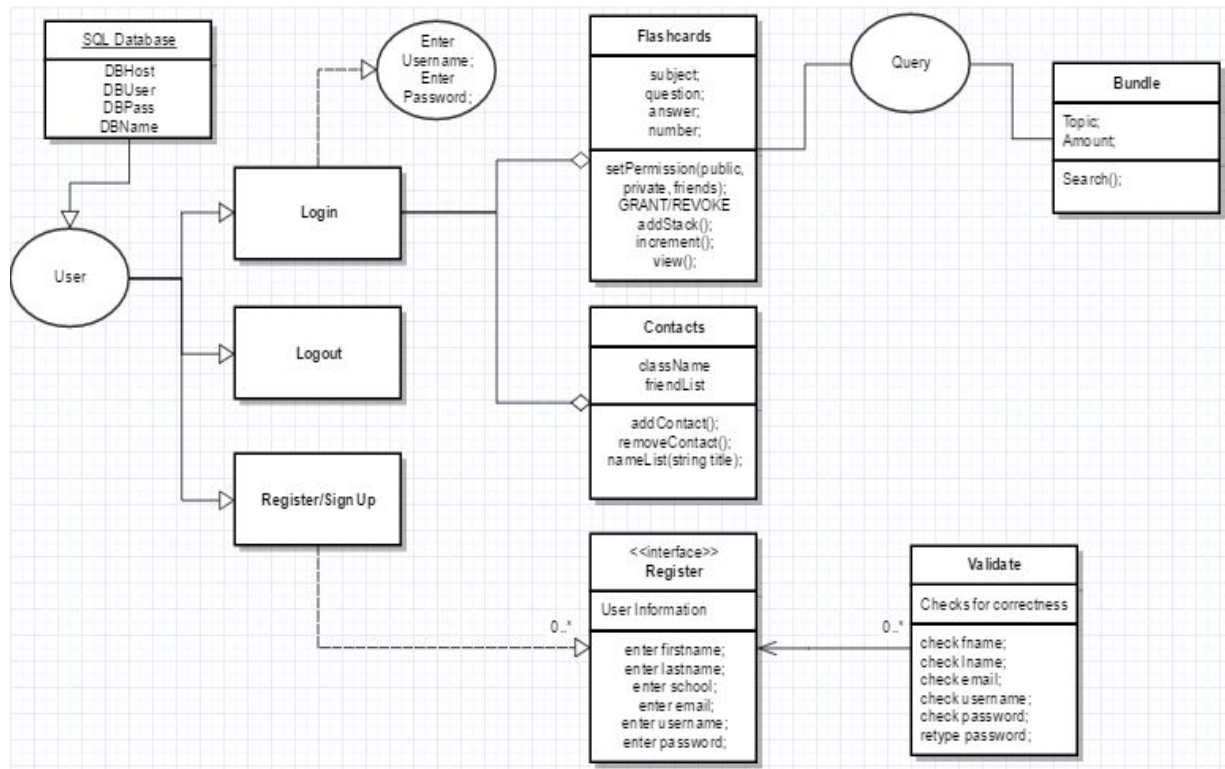 SQL Database
DBHost
DBUser
DBPass
DBName
Enter
Username;
Enter
Password;
Flashcards
subject;
question;
answer;
number;
setPermission(public,
private, friends);
GRANT/REVOKE
addStack();
increment();
view();
Query
Bundle
Topic;
Amount;
Search();
User
Login
Logout
Register/Sign Up
Contacts
className
friendList
addContact();
removeContact();
nameList(string title);
<<interface>>
Register
User Information
enter firstname;
enter lastname;
enter school;
enter email;
enter username;
enter password;
0..*
0..*
Validate
Checks for correctness
check fname;
check lname;
check email;
check username;
check password;
retype password;